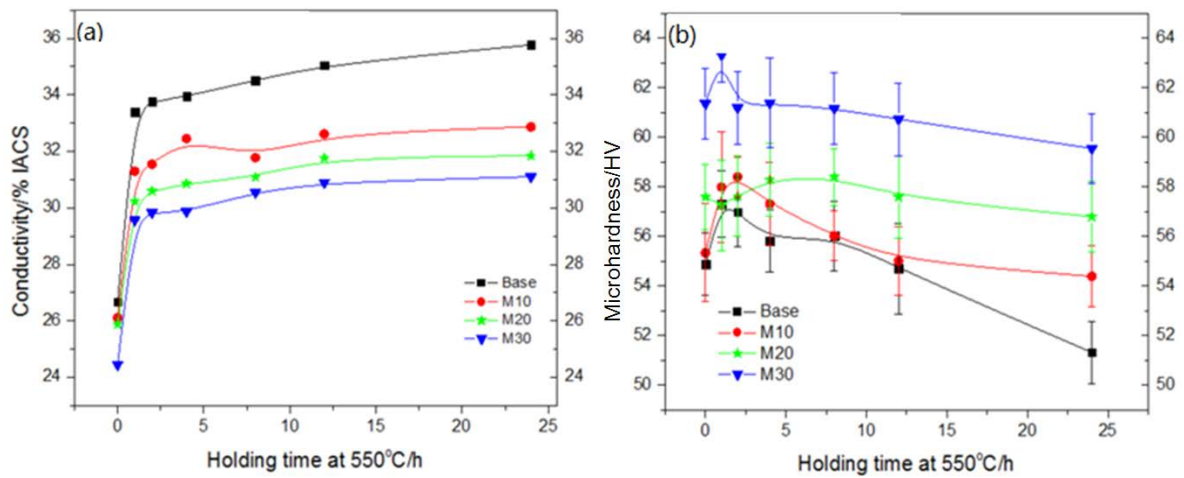 (a)
36
34
32
30
28
26
24
36
34
32
30
28
26
24
Conductivity/% IACS
Base
M10
M20
M30
0 5 10 15 20 25
Holding time at 550°C/h
(b)
64
62
60
58
56
54
52
50
64
62
60
58
56
54
52
50
Microhardness/HV
Base
M10
M20
M30
0 5 10 15 20 25
Holding time at 550°C/h